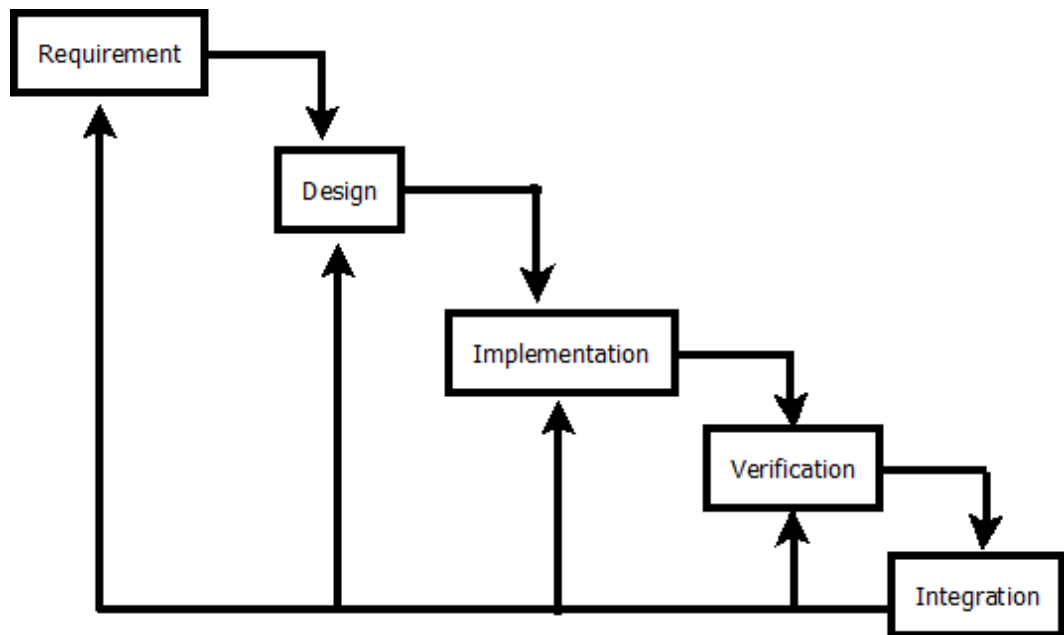 Requirement
Design
Implementation
Verification
Integration